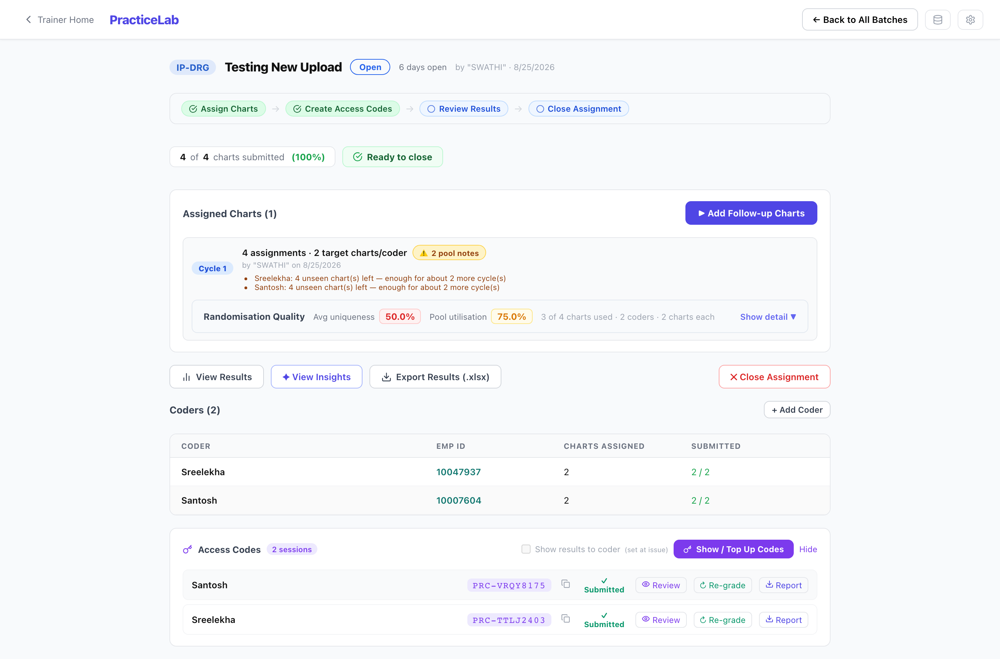 Trainer Home
PracticeLab
← Back to All Batches
IP-DRG
Testing New Upload
Open
6 days open
by "SWATHI" · 8/25/2026
Assign Charts → Create Access Codes → Review Results → Close Assignment
4 of 4 charts submitted (100%)
Ready to close
Assigned Charts (1)
▶ Add Follow-up Charts
Cycle 1
4 assignments · 2 target charts/coder
⚠ 2 pool notes
by "SWATHI" on 8/25/2026
• Sreelekha: 4 unseen chart(s) left — enough for about 2 more cycle(s)
• Santosh: 4 unseen chart(s) left — enough for about 2 more cycle(s)
Randomisation Quality Avg uniqueness 50.0% Pool utilisation 75.0% 3 of 4 charts used · 2 coders · 2 charts each Show detail ▼
View Results
✦ View Insights
Export Results (.xlsx)
✕ Close Assignment
Coders (2)
+ Add Coder
CODER EMP ID CHARTS ASSIGNED SUBMITTED
Sreelekha 10047937 2 2 / 2
Santosh 10007604 2 2 / 2
Access Codes
2 sessions
Show results to coder (set at issue)
Show / Top Up Codes
Hide
Santosh PRC-VRQY8175 ✓ Submitted Review ↻ Re-grade Report
Sreelekha PRC-TTLJ2403 ✓ Submitted Review ↻ Re-grade Report